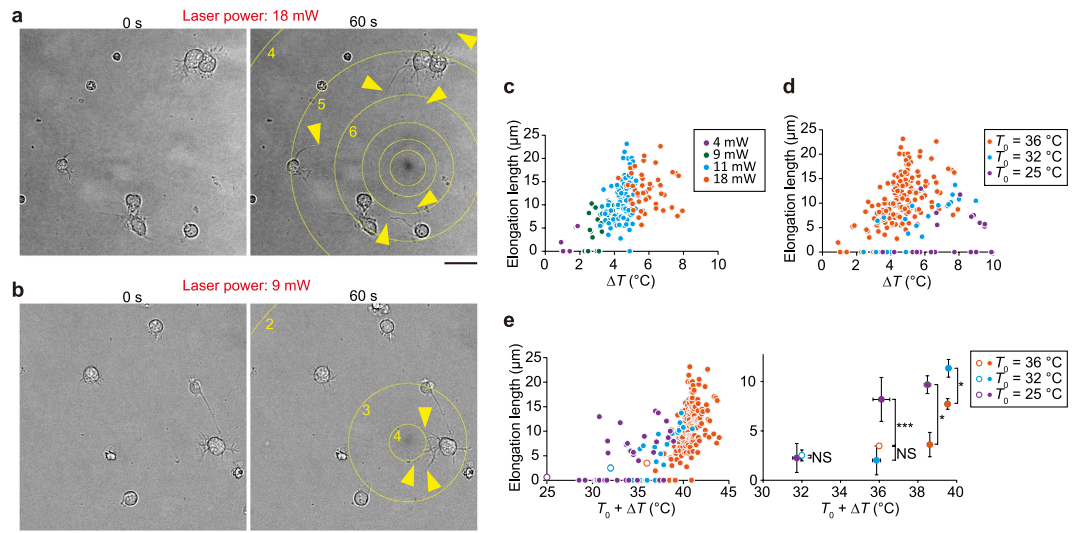 a
Laser power: 18 mW
0 s
60 s
4
5
6
b
Laser power: 9 mW
0 s
60 s
2
3
4
c
Elongation length (µm)
25
20
15
10
5
0
0 2 4 6 8 10
ΔT (°C)
4 mW
9 mW
11 mW
18 mW
d
Elongation length (µm)
25
20
15
10
5
0
0 2 4 6 8 10
ΔT (°C)
T0 = 36 °C
T0 = 32 °C
T0 = 25 °C
e
Elongation length (µm)
25
20
15
10
5
0
25 30 35 40 45
T0 + ΔT (°C)
10
5
0
30 32 34 36 38 40
T0 + ΔT (°C)
NS
***
NS
*
*
T0 = 36 °C
T0 = 32 °C
T0 = 25 °C